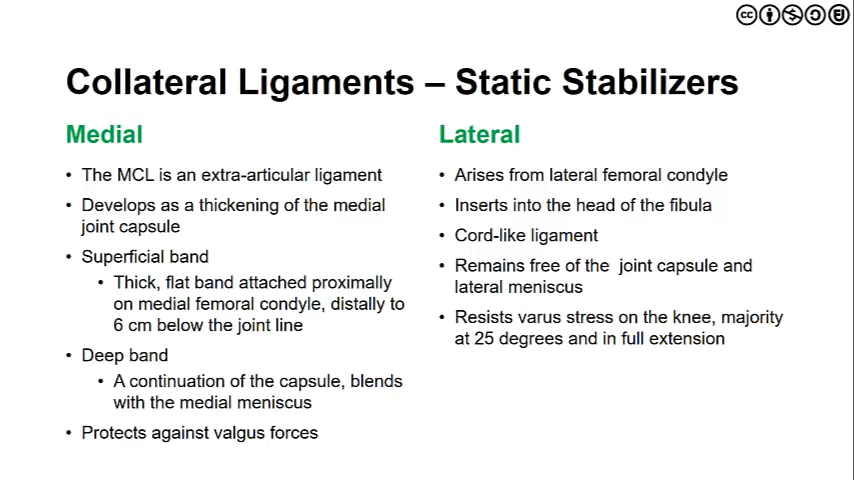 Collateral Ligaments – Static Stabilizers
Medial
• The MCL is an extra-articular ligament
• Develops as a thickening of the medial
joint capsule
• Superficial band
• Thick, flat band attached proximally
on medial femoral condyle, distally to
6 cm below the joint line
• Deep band
• A continuation of the capsule, blends
with the medial meniscus
• Protects against valgus forces
Lateral
• Arises from lateral femoral condyle
• Inserts into the head of the fibula
• Cord-like ligament
• Remains free of the  joint capsule and
lateral meniscus
• Resists varus stress on the knee, majority
at 25 degrees and in full extension